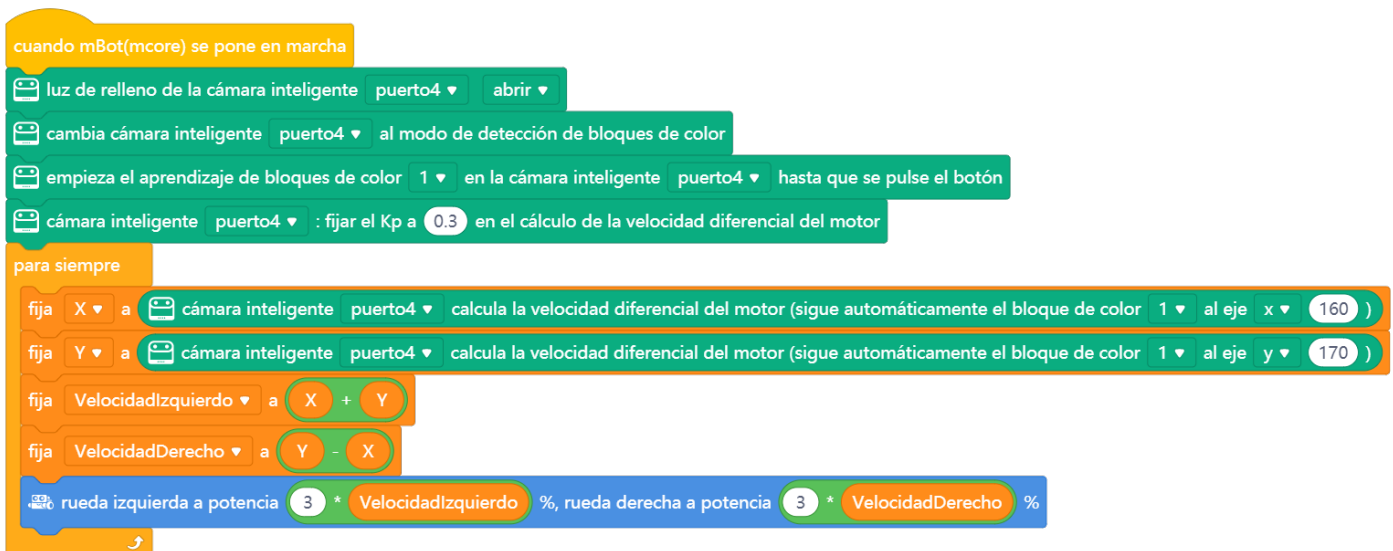 cuando mBot(mcore) se pone en marcha
luz de relleno de la cámara inteligente puerto4 abrir
cambia cámara inteligente puerto4 al modo de detección de bloques de color
empieza el aprendizaje de bloques de color 1 en la cámara inteligente puerto4 hasta que se pulse el botón
cámara inteligente puerto4 : fijar el Kp a 0.3 en el cálculo de la velocidad diferencial del motor
para siempre
fija X a cámara inteligente puerto4 calcula la velocidad diferencial del motor (sigue automáticamente el bloque de color 1 al eje x 160 )
fija Y a cámara inteligente puerto4 calcula la velocidad diferencial del motor (sigue automáticamente el bloque de color 1 al eje y 170 )
fija VelocidadIzquierdo a X + Y
fija VelocidadDerecho a Y - X
rueda izquierda a potencia 3 * VelocidadIzquierdo %, rueda derecha a potencia 3 * VelocidadDerecho %